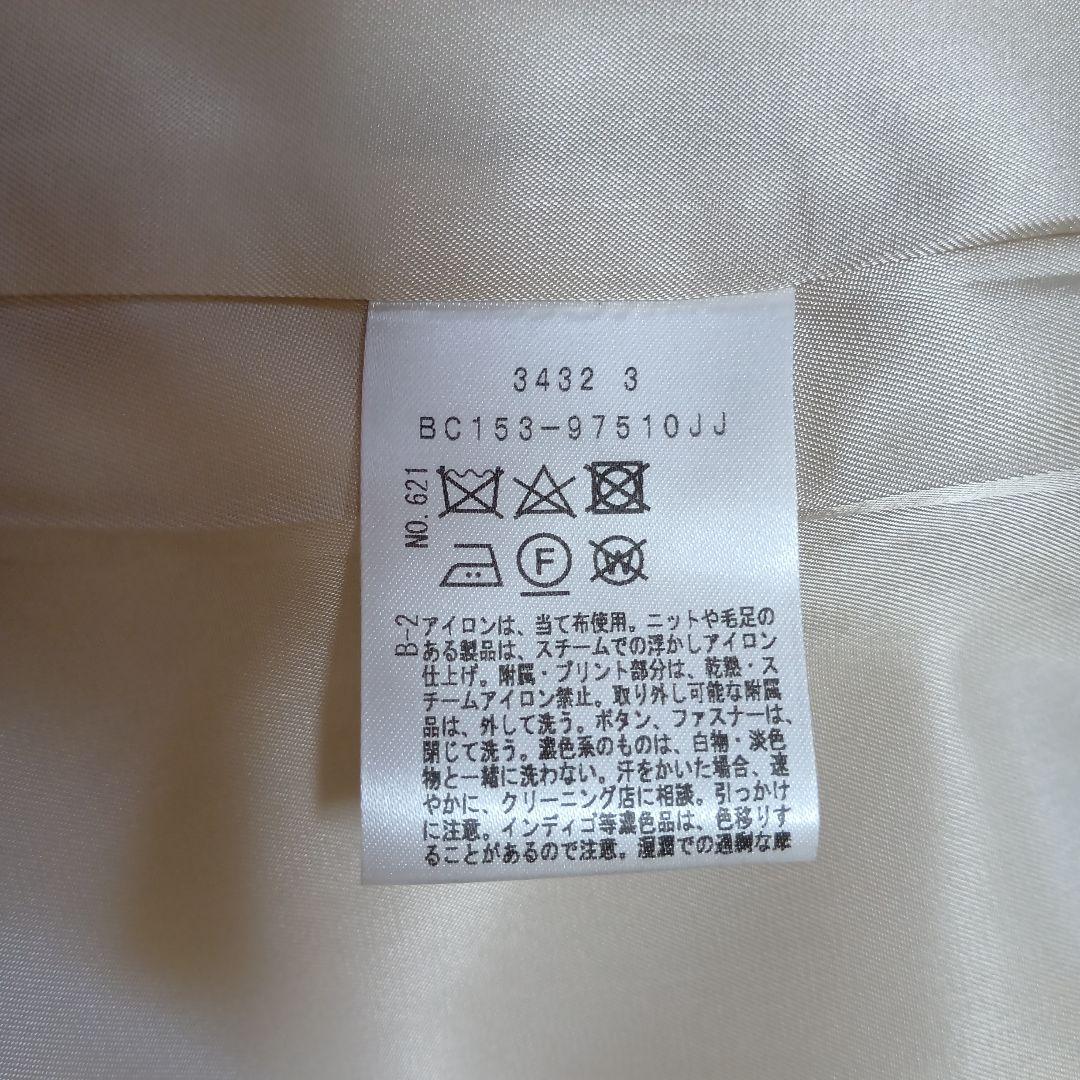 3432 3
BC153-97510JJ
NO.621
F
W
B-2
アイロンは、当て布使用。ニットや毛足の
ある製品は、スチームでの浮かしアイロン
仕上げ。附属・プリント部分は、乾熱・ス
チームアイロン禁止。取り外し可能な附属
品は、外して洗う。ボタン、ファスナーは、
閉じて洗う。濃色系のものは、白物・淡色
物と一緒に洗わない。汗をかいた場合、速
やかに、クリーニング店に相談。引っかけ
に注意。インディゴ等濃色品は、色移りす
ることがあるので注意。湿潤での過剰な摩